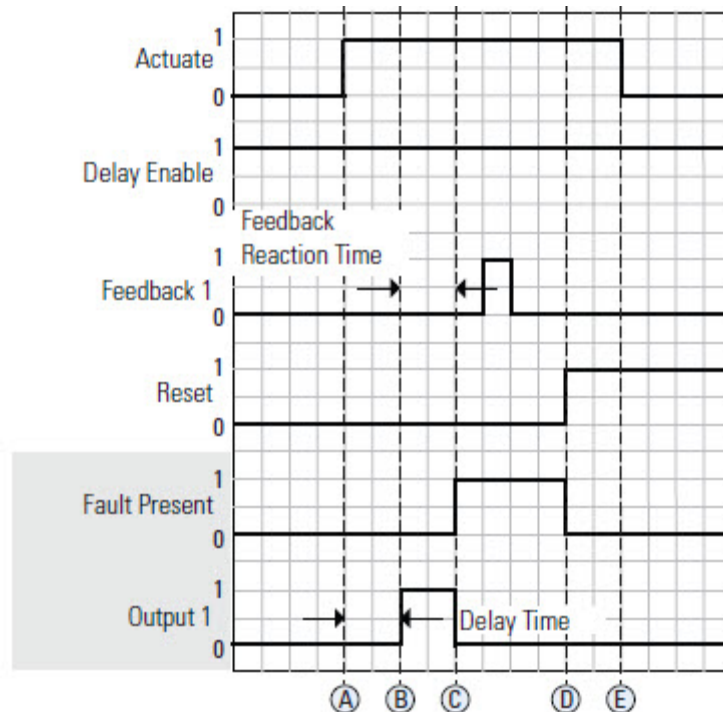 1
Actuate
0
1
Delay Enable
0
Feedback
Reaction Time
1
Feedback 1
0
1
Reset
0
1
Fault Present
0
1
Output 1
Delay Time
0
A B C D E